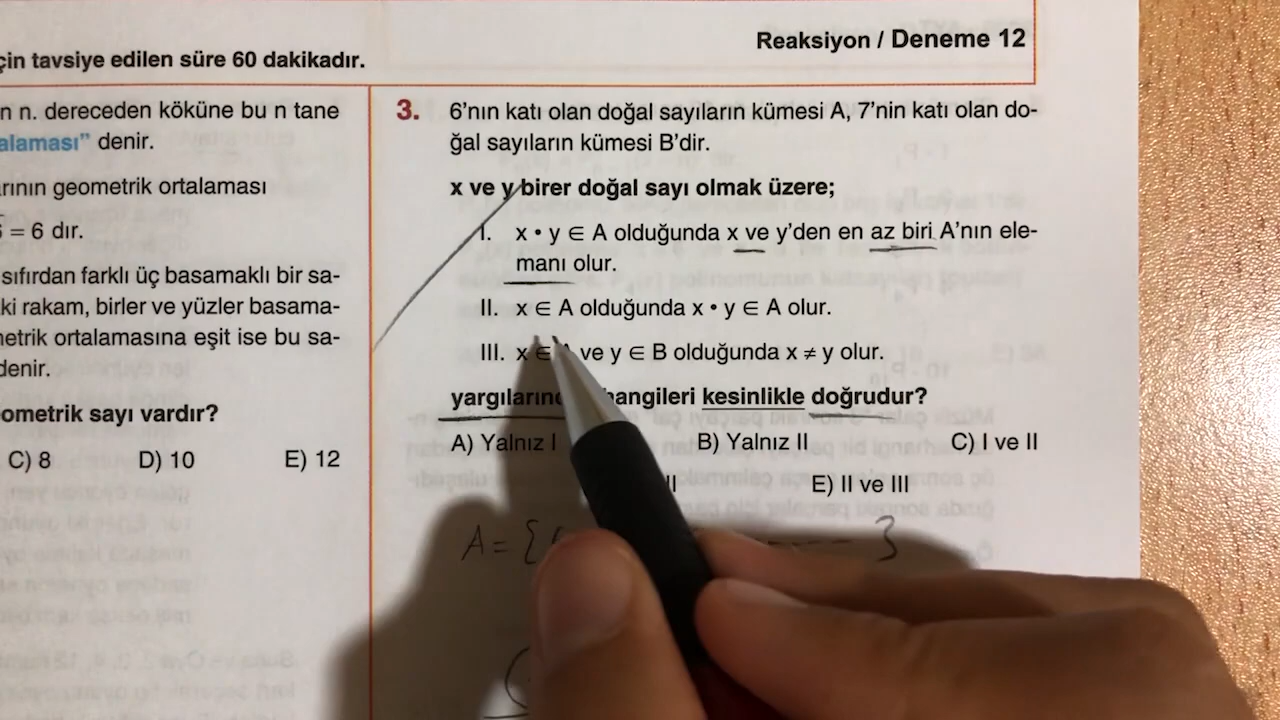 Reaksiyon / Deneme 12
çin tavsiye edilen süre 60 dakikadır.
n n. dereceden köküne bu n tane
alaması” denir.
rının geometrik ortalaması
= 6 dır.
sıfırdan farklı üç basamaklı bir sa-
ki rakam, birler ve yüzler basama-
netrik ortalamasına eşit ise bu sa-
denir.
ometrik sayı vardır?
C) 8 D) 10 E) 12
3. 6’nın katı olan doğal sayıların kümesi A, 7’nin katı olan do-
ğal sayıların kümesi B’dir.
x ve y birer doğal sayı olmak üzere;
I. x • y ∈ A olduğunda x ve y’den en az biri A’nın ele-
manı olur.
II. x ∈ A olduğunda x • y ∈ A olur.
III. x ∈ A ve y ∈ B olduğunda x ≠ y olur.
yargılarınd hangileri kesinlikle doğrudur?
A) Yalnız I B) Yalnız II C) I ve II
II E) II ve III
A = { ------ }